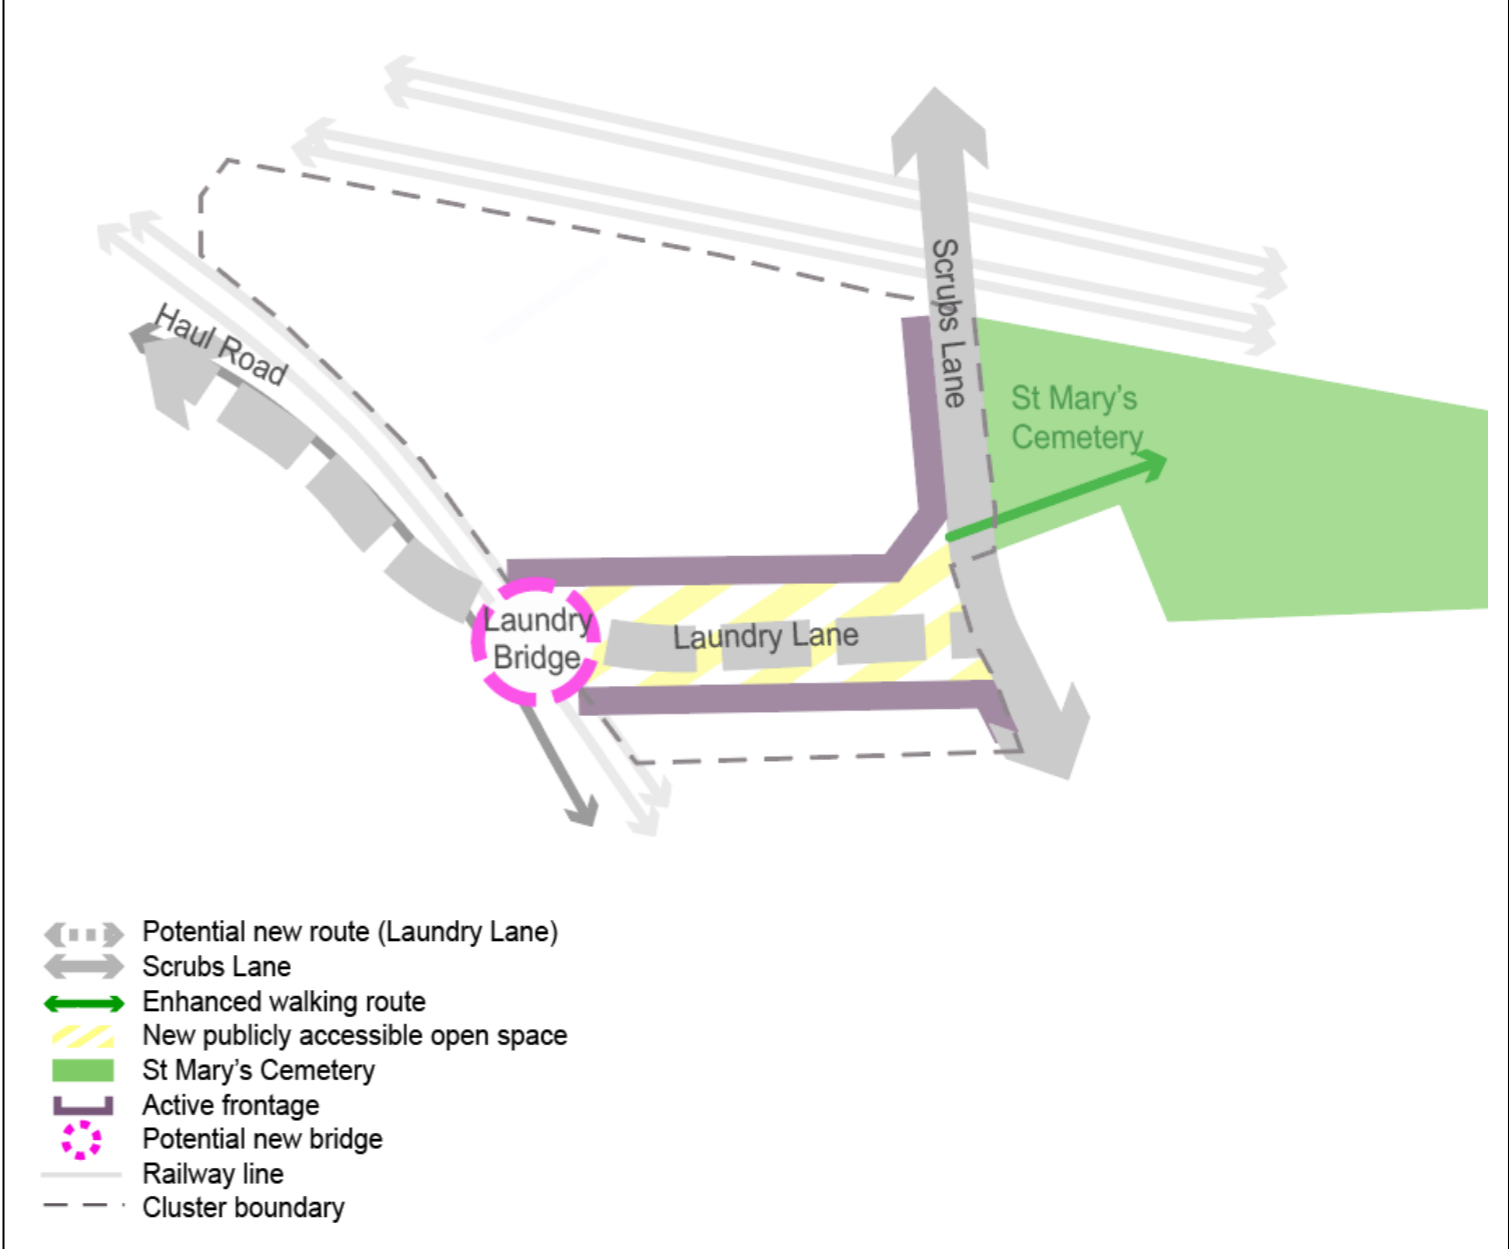 Scrubs Lane
Haul Road
St Mary's
Cemetery
Laundry
Bridge
Laundry Lane
Potential new route (Laundry Lane)
Scrubs Lane
Enhanced walking route
New publicly accessible open space
St Mary's Cemetery
Active frontage
Potential new bridge
Railway line
Cluster boundary